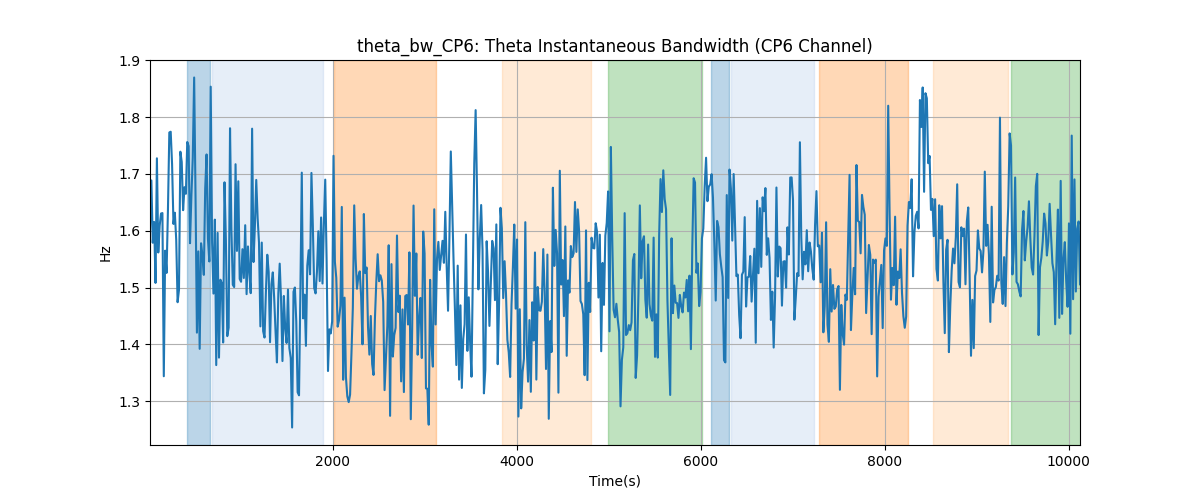 theta_bw_CP6: Theta Instantaneous Bandwidth (CP6 Channel)
1.9
1.8
1.7
1.6
1.5
1.4
1.3
Hz
2000 4000 6000 8000 10000
Time(s)